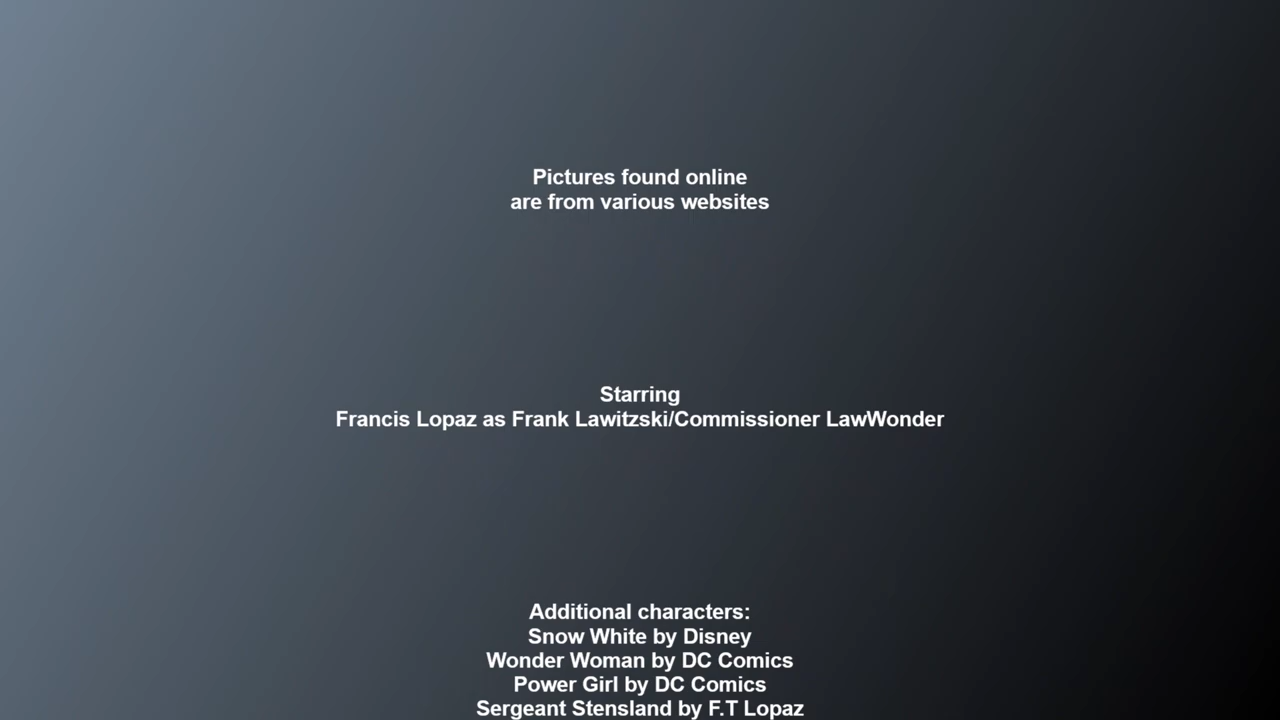 Pictures found online
are from various websites
Starring
Francis Lopaz as Frank Lawitzski/Commissioner LawWonder
Additional characters:
Snow White by Disney
Wonder Woman by DC Comics
Power Girl by DC Comics
Sergeant Stensland by F.T Lopaz